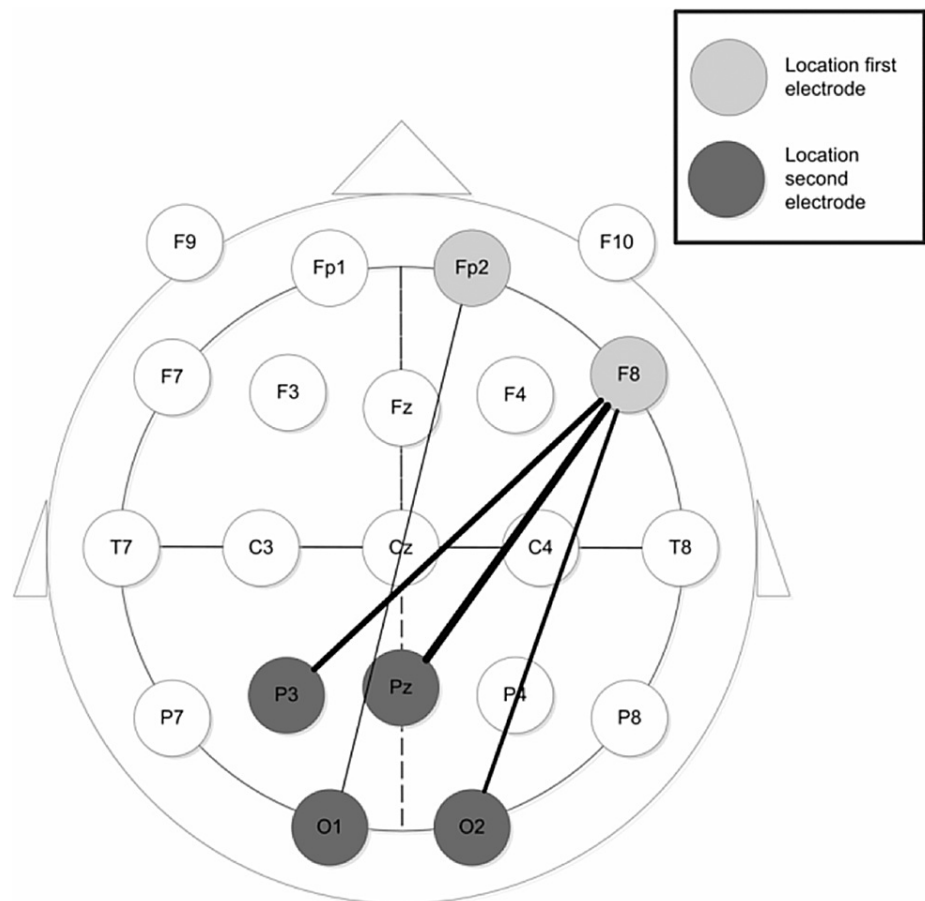 Location first
electrode
Location
second
electrode
F9
F10
Fp1
Fp2
F7
F3
Fz
F4
F8
T7
C3
Cz
C4
T8
P7
P3
Pz
P4
P8
O1
O2